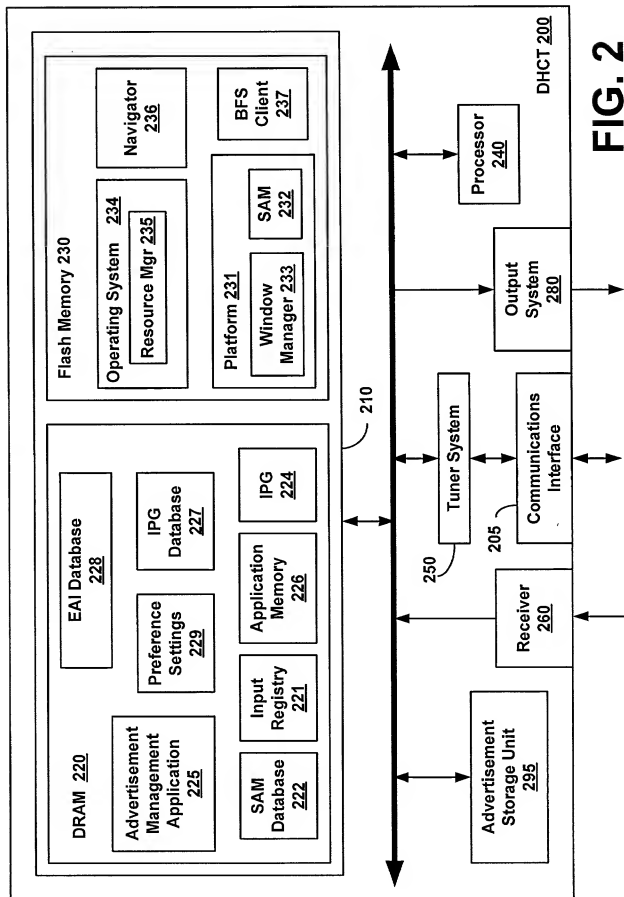 DRAM 220
Advertisement
Management
Application
225
EAI Database
228
Preference
Settings
229
IPG
Database
227
SAM
Database
222
Input
Registry
221
Application
Memory
226
IPG
224
Flash Memory 230
Operating System 234
Resource Mgr 235
Navigator
236
Platform 231
Window
Manager
233
SAM
232
BFS
Client
237
210
Advertisement
Storage Unit
295
Receiver
260
250
Tuner System
205
Communications
Interface
Output
System
280
Processor
240
DHCT 200
FIG. 2